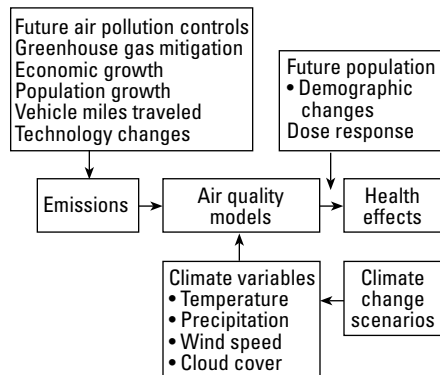 Future air pollution controls
Greenhouse gas mitigation
Economic growth
Population growth
Vehicle miles traveled
Technology changes
Future population
• Demographic
changes
Dose response
Emissions
Air quality
models
Health
effects
Climate variables
• Temperature
• Precipitation
• Wind speed
• Cloud cover
Climate
change
scenarios